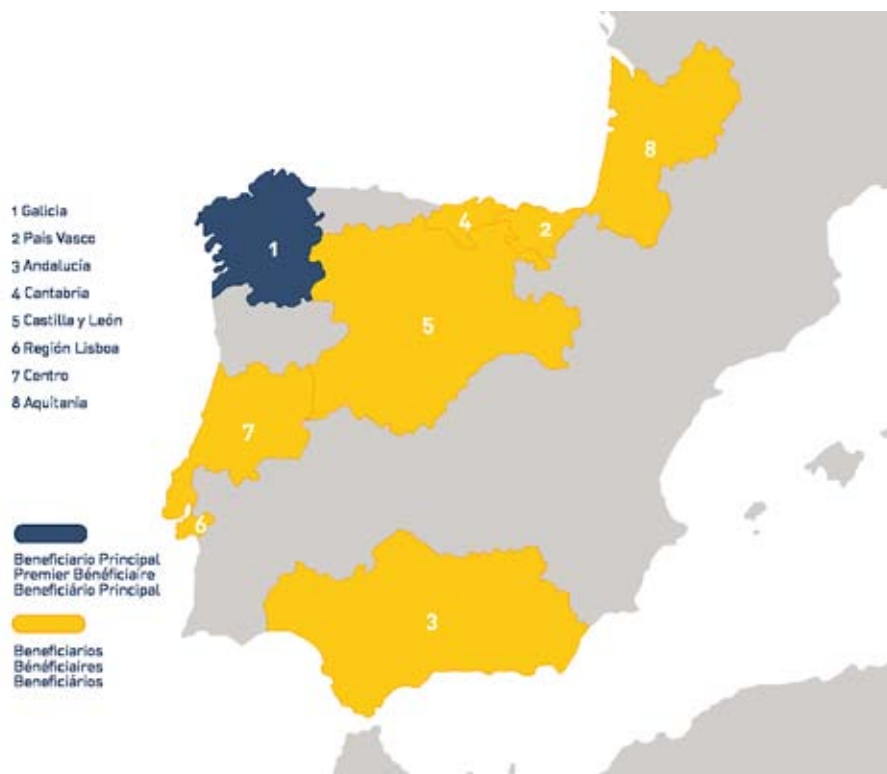 1 Galicia
2 País Vasco
3 Andalucía
4 Cantabria
5 Castilla y León
6 Región Lisboa
7 Centro
8 Aquitania
Beneficiario Principal
Premier Bénéficiaire
Beneficiário Principal
Beneficiarios
Bénéficiaires
Beneficiários
8
4
2
1
5
7
6
3